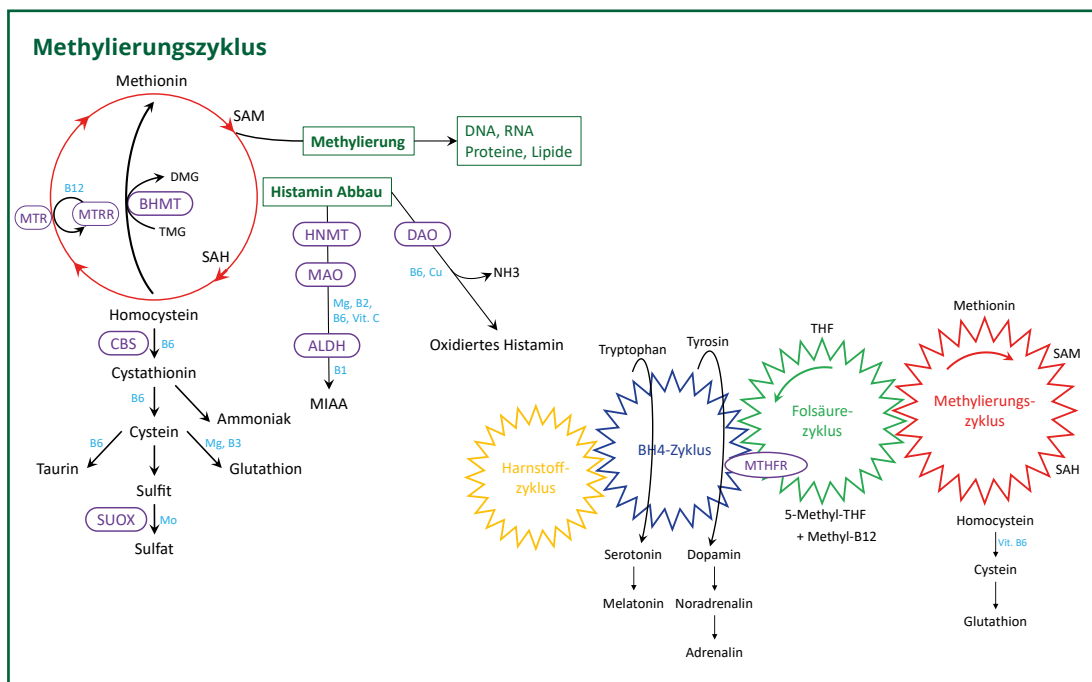 Methylierungszyklus
Methionin
SAM
Methylierung
DNA, RNA
Proteine, Lipide
DMG
B12
BHMT
MTR
MTRR
TMG
SAH
Histamin Abbau
HNMT
DAO
MAO
B6, Cu
NH3
Mg, B2,
B6, Vit. C
ALDH
Oxidiertes Histamin
B1
MIAA
Homocystein
CBS
B6
Cystathionin
B6
Ammoniak
Cystein
B6
Mg, B3
Taurin
Glutathion
Sulfit
SUOX
Mo
Sulfat
Harnstoff-
zyklus
Tryptophan
Tyrosin
BH4-Zyklus
Serotonin
Melatonin
Dopamin
Noradrenalin
Adrenalin
THF
Folsäure-
zyklus
MTHFR
5-Methyl-THF
+ Methyl-B12
Methionin
SAM
Methylierungs-
zyklus
SAH
Homocystein
Vit. B6
Cystein
Glutathion